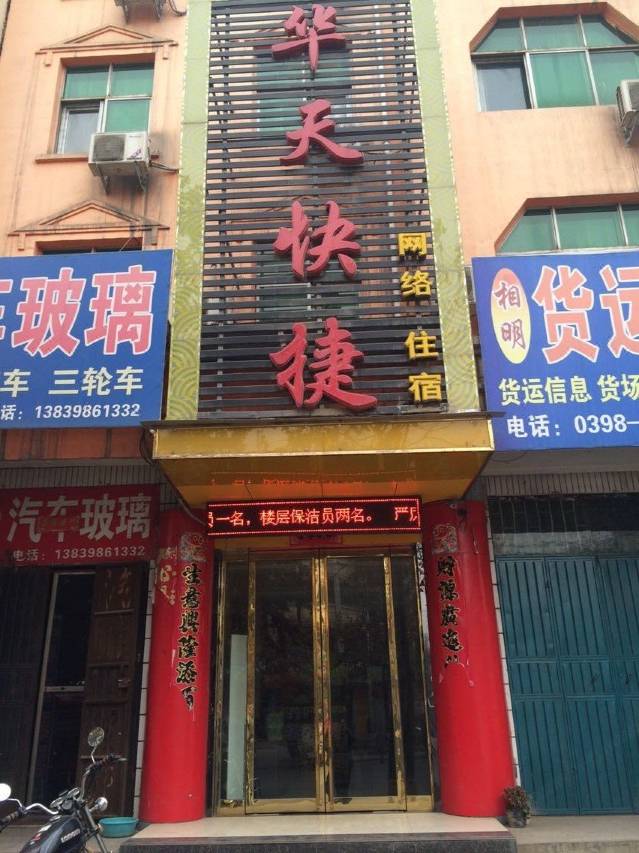 华天快捷
网络住宿
玻璃
车 三轮车
话：13839861332
相明
货运
货运信息 货场
电话：0398-
员一名，楼层保洁员两名。 严
汽车玻璃
电话：13839861332
生意兴隆添百
财源广进